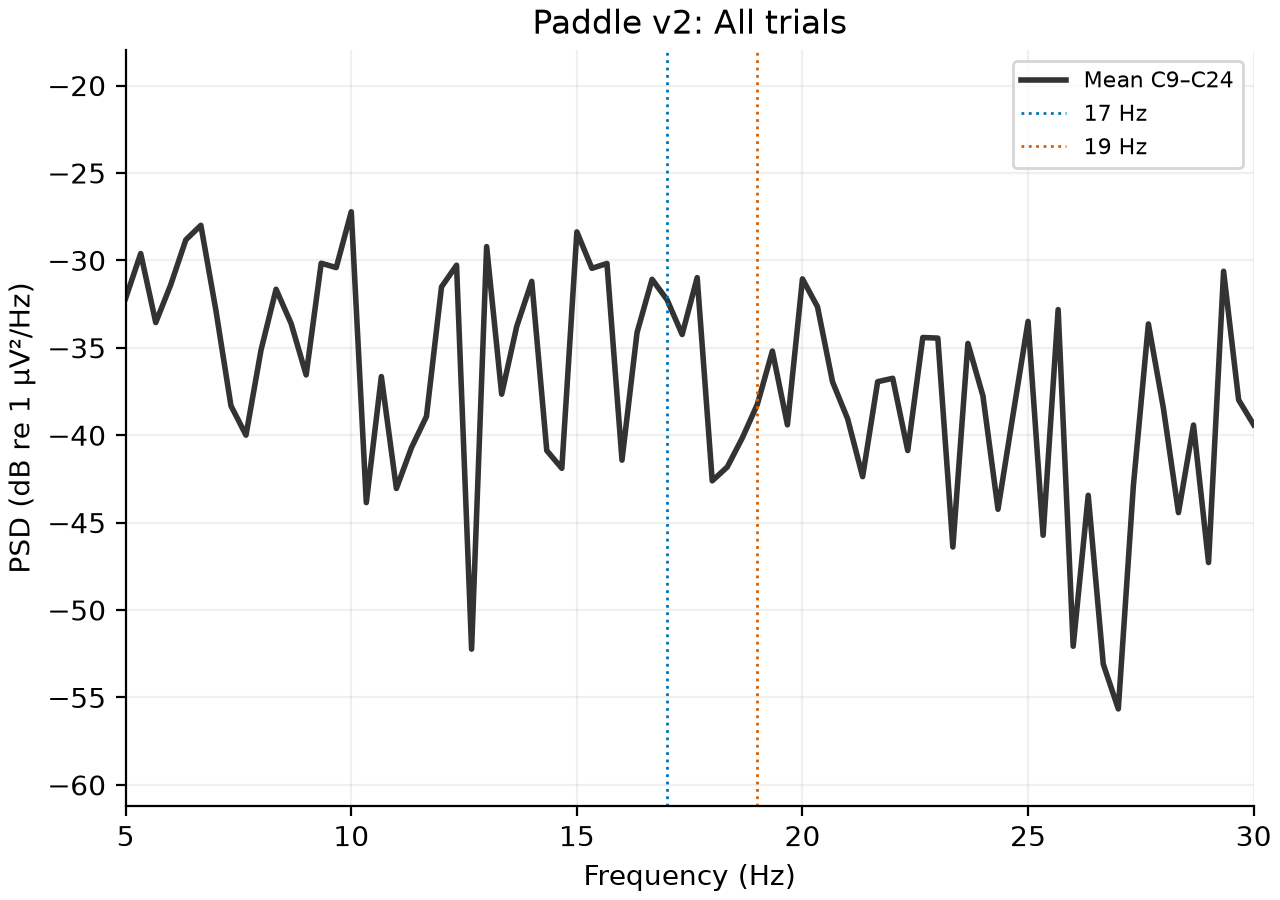 Paddle v2: All trials
Mean C9–C24
17 Hz
19 Hz
PSD (dB re 1 µV²/Hz)
−20
−25
−30
−35
−40
−45
−50
−55
−60
5
10
15
20
25
30
Frequency (Hz)